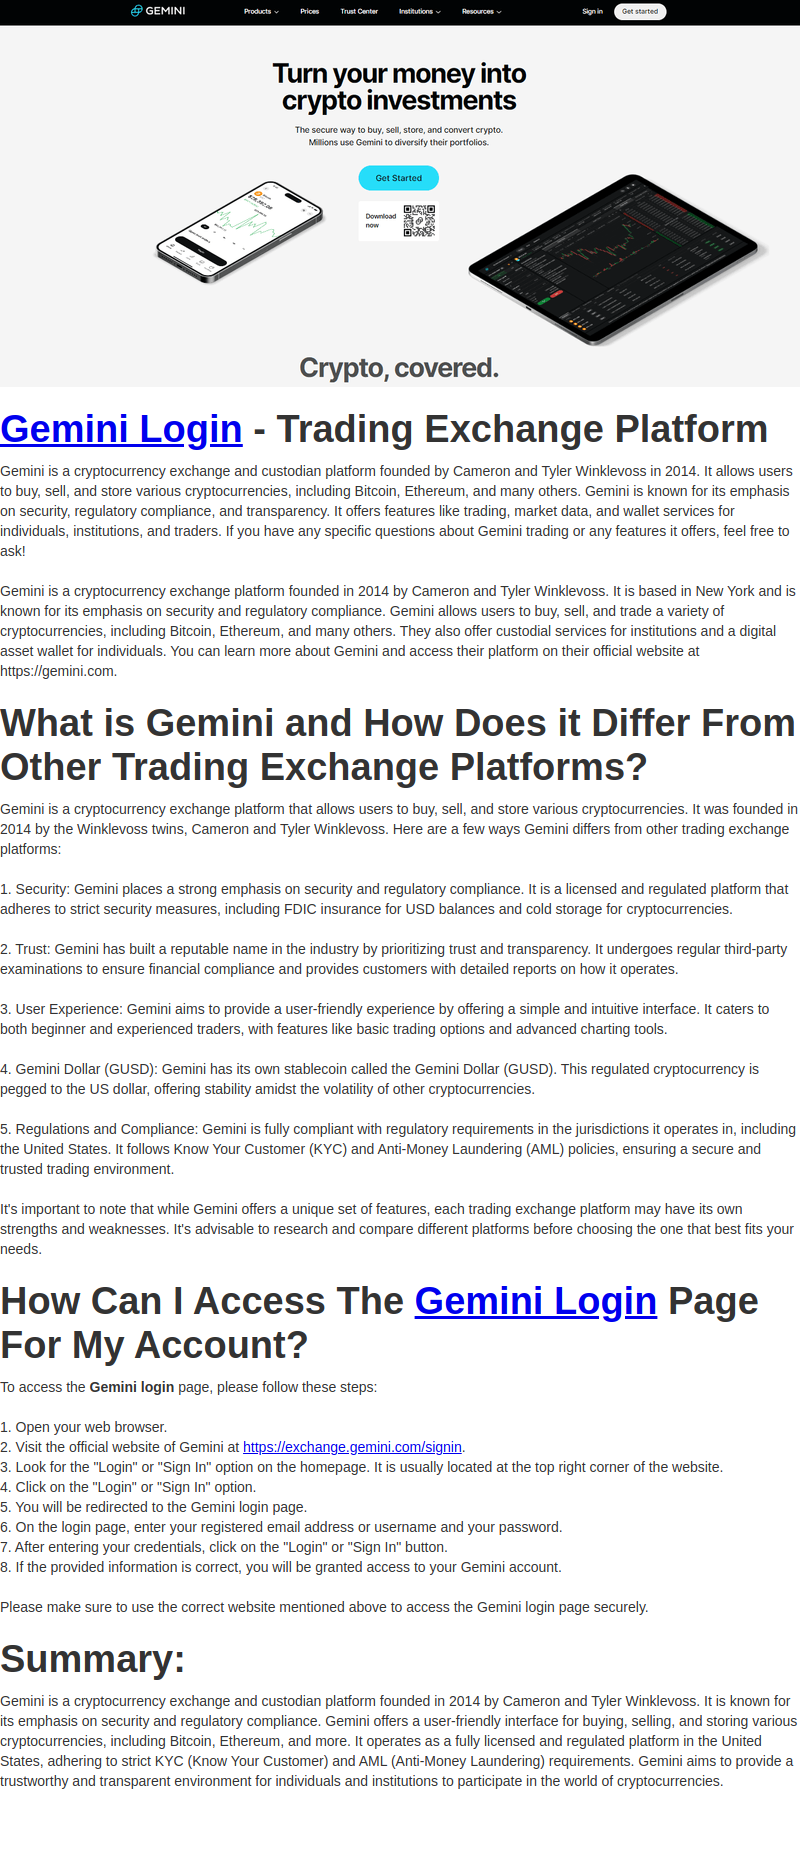 GEMINI
Products
Prices
Trust Center
Institutions
Resources
Sign in
Get started
Turn your money into
crypto investments
The secure way to buy, sell, store, and convert crypto.
Millions use Gemini to diversify their portfolios.
Get Started
Download
now
Crypto, covered.
Gemini Login - Trading Exchange Platform
Gemini is a cryptocurrency exchange and custodian platform founded by Cameron and Tyler Winklevoss in 2014. It allows users
to buy, sell, and store various cryptocurrencies, including Bitcoin, Ethereum, and many others. Gemini is known for its emphasis
on security, regulatory compliance, and transparency. It offers features like trading, market data, and wallet services for
individuals, institutions, and traders. If you have any specific questions about Gemini trading or any features it offers, feel free to
ask!
Gemini is a cryptocurrency exchange platform founded in 2014 by Cameron and Tyler Winklevoss. It is based in New York and is
known for its emphasis on security and regulatory compliance. Gemini allows users to buy, sell, and trade a variety of
cryptocurrencies, including Bitcoin, Ethereum, and many others. They also offer custodial services for institutions and a digital
asset wallet for individuals. You can learn more about Gemini and access their platform on their official website at
https://gemini.com.
What is Gemini and How Does it Differ From
Other Trading Exchange Platforms?
Gemini is a cryptocurrency exchange platform that allows users to buy, sell, and store various cryptocurrencies. It was founded in
2014 by the Winklevoss twins, Cameron and Tyler Winklevoss. Here are a few ways Gemini differs from other trading exchange
platforms:
1. Security: Gemini places a strong emphasis on security and regulatory compliance. It is a licensed and regulated platform that
adheres to strict security measures, including FDIC insurance for USD balances and cold storage for cryptocurrencies.
2. Trust: Gemini has built a reputable name in the industry by prioritizing trust and transparency. It undergoes regular third-party
examinations to ensure financial compliance and provides customers with detailed reports on how it operates.
3. User Experience: Gemini aims to provide a user-friendly experience by offering a simple and intuitive interface. It caters to
both beginner and experienced traders, with features like basic trading options and advanced charting tools.
4. Gemini Dollar (GUSD): Gemini has its own stablecoin called the Gemini Dollar (GUSD). This regulated cryptocurrency is
pegged to the US dollar, offering stability amidst the volatility of other cryptocurrencies.
5. Regulations and Compliance: Gemini is fully compliant with regulatory requirements in the jurisdictions it operates in, including
the United States. It follows Know Your Customer (KYC) and Anti-Money Laundering (AML) policies, ensuring a secure and
trusted trading environment.
It's important to note that while Gemini offers a unique set of features, each trading exchange platform may have its own
strengths and weaknesses. It's advisable to research and compare different platforms before choosing the one that best fits your
needs.
How Can I Access The Gemini Login Page
For My Account?
To access the Gemini login page, please follow these steps:
1. Open your web browser.
2. Visit the official website of Gemini at https://exchange.gemini.com/signin.
3. Look for the "Login" or "Sign In" option on the homepage. It is usually located at the top right corner of the website.
4. Click on the "Login" or "Sign In" option.
5. You will be redirected to the Gemini login page.
6. On the login page, enter your registered email address or username and your password.
7. After entering your credentials, click on the "Login" or "Sign In" button.
8. If the provided information is correct, you will be granted access to your Gemini account.
Please make sure to use the correct website mentioned above to access the Gemini login page securely.
Summary:
Gemini is a cryptocurrency exchange and custodian platform founded in 2014 by Cameron and Tyler Winklevoss. It is known for
its emphasis on security and regulatory compliance. Gemini offers a user-friendly interface for buying, selling, and storing various
cryptocurrencies, including Bitcoin, Ethereum, and more. It operates as a fully licensed and regulated platform in the United
States, adhering to strict KYC (Know Your Customer) and AML (Anti-Money Laundering) requirements. Gemini aims to provide a
trustworthy and transparent environment for individuals and institutions to participate in the world of cryptocurrencies.